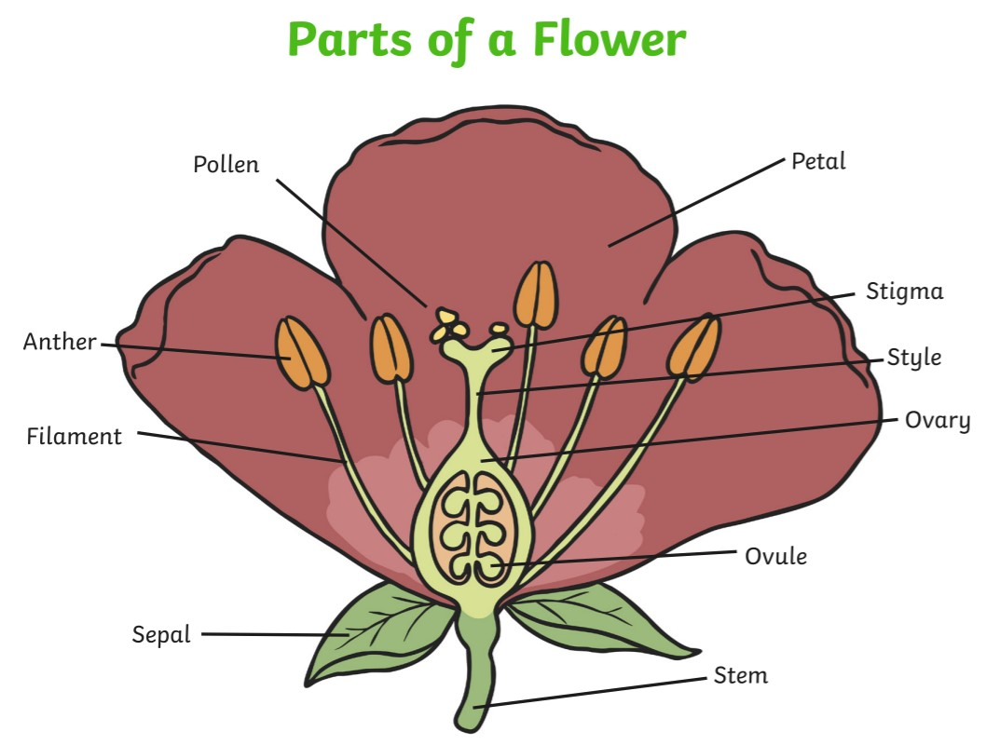 Parts of a Flower
Pollen
Petal
Stigma
Anther
Style
Ovary
Filament
Ovule
Sepal
Stem